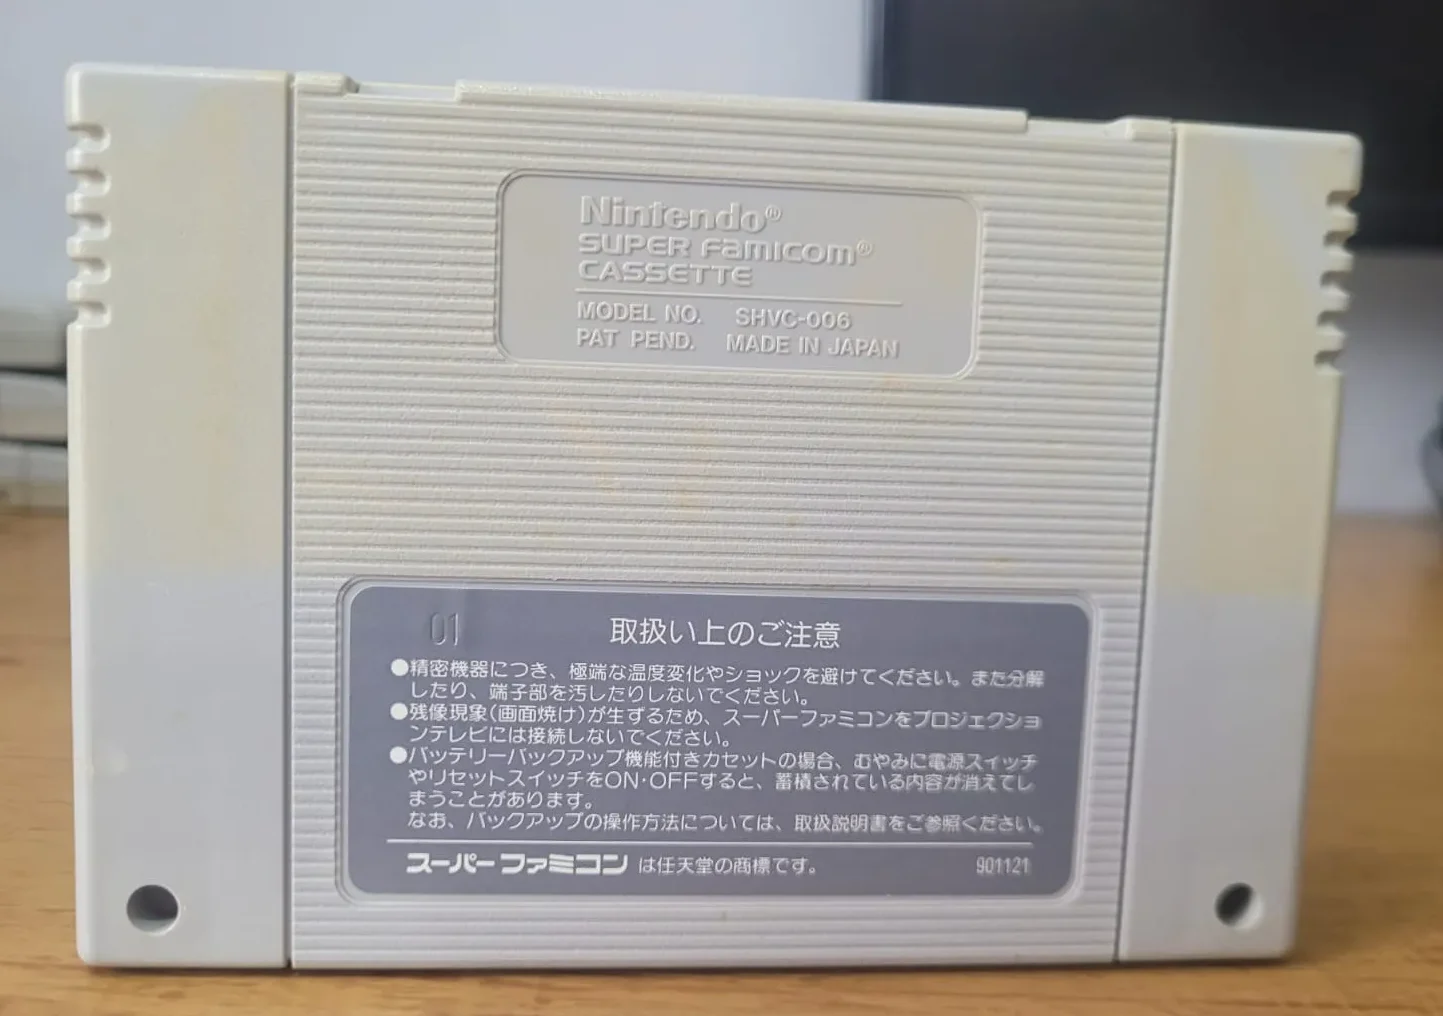 Nintendo®
SUPER FAMICOM®
CASSETTE
MODEL NO. SHVC-006
PAT PEND. MADE IN JAPAN
01
取扱い上のご注意
●精密機器につき、極端な温度変化やショックを避けてください。また分解
したり、端子部を汚したりしないでください。
●残像現象(画面焼け)が生ずるため、スーパーファミコンをプロジェクショ
ンテレビには接続しないでください。
●バッテリーバックアップ機能付きカセットの場合、むやみに電源スイッチ
やリセットスイッチをON・OFFすると、蓄積されている内容が消えてし
まうことがあります。
なお、バックアップの操作方法については、取扱説明書をご参照ください。
スーパーファミコン は任天堂の商標です。 901121